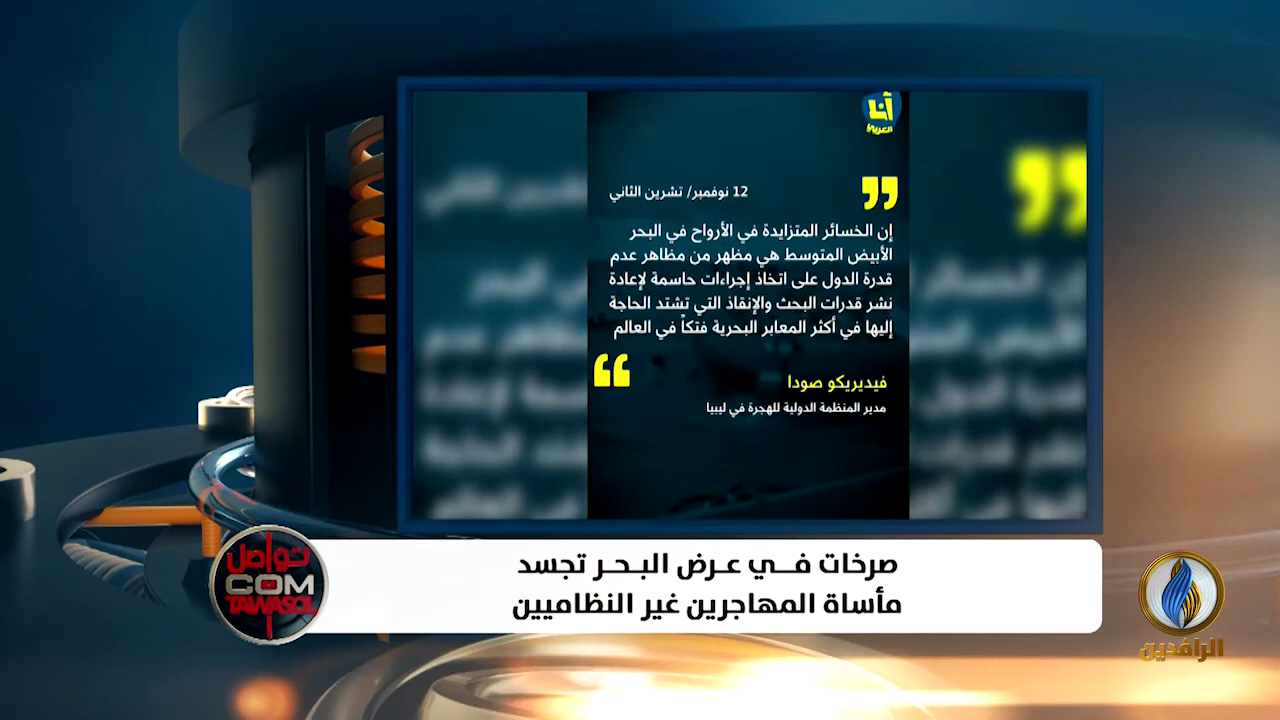 أنا
العربي
12 نوفمبر/ تشرين الثاني
إن الخسائر المتزايدة في الأرواح في البحر
الأبيض المتوسط هي مظهر من مظاهر عدم
قدرة الدول على اتخاذ إجراءات حاسمة لإعادة
نشر قدرات البحث والإنقاذ التي تشتد الحاجة
إليها في أكثر المعابر البحرية فتكاً في العالم
فيديريكو صودا
مدير المنظمة الدولية للهجرة في ليبيا
صرخات في عرض البحر تجسد
مأساة المهاجرين غير النظاميين
تواصل
COM
TAWASOL
الرافدين